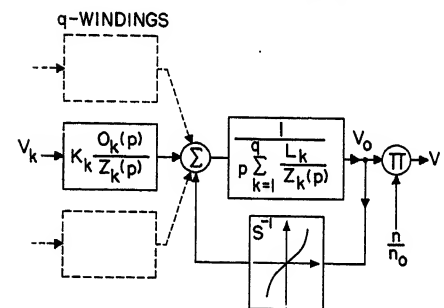 q-WINDINGS
V_k
K_k O_k(p) / Z_k(p)
Σ
1 / p Σ_{k=1}^{q} L_k / Z_k(p)
V_o
Π
V
S^-1
n / n_o